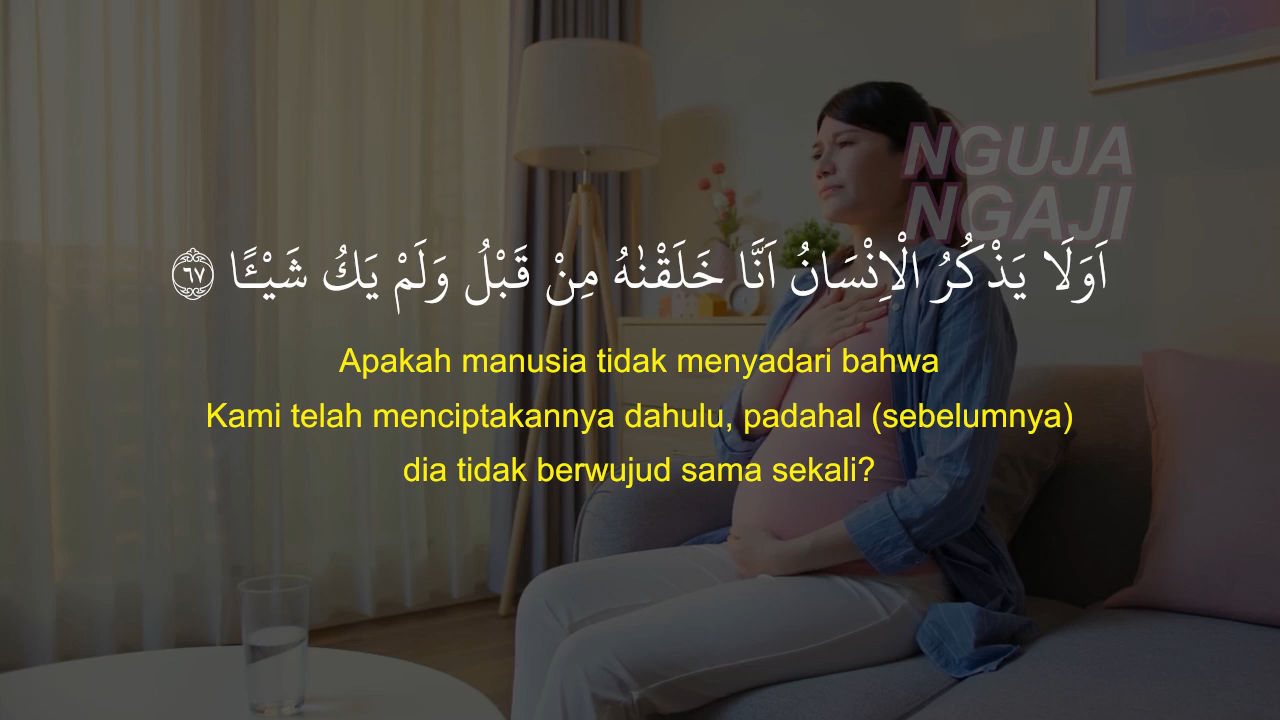 NGUJA
NGAJI
اَوَلَا يَذْكُرُ الْاِنْسَانُ اَنَّا خَلَقْنٰهُ مِنْ قَبْلُ وَلَمْ يَكُ شَيْـًٔا ٦٧
Apakah manusia tidak menyadari bahwa
Kami telah menciptakannya dahulu, padahal (sebelumnya)
dia tidak berwujud sama sekali?